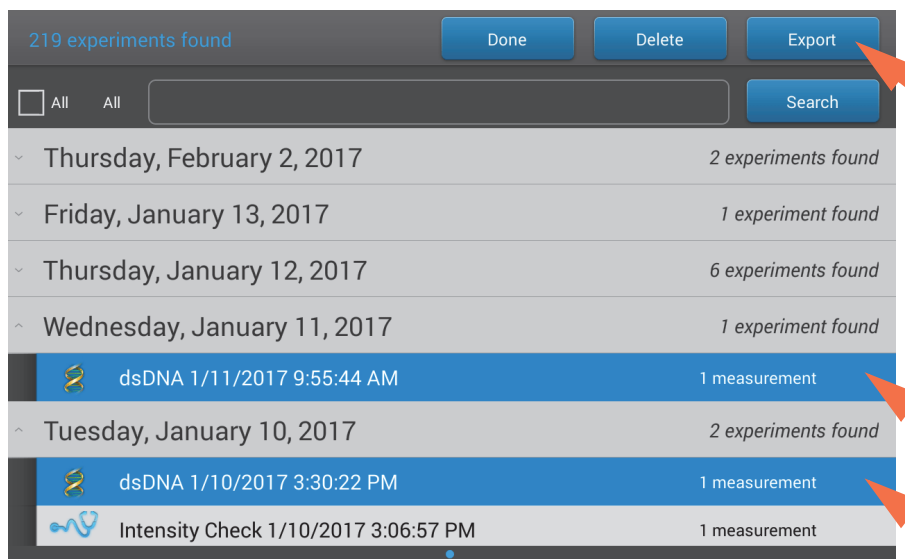 219 experiments found Done Delete Export
All All Search
Thursday, February 2, 2017 2 experiments found
Friday, January 13, 2017 1 experiment found
Thursday, January 12, 2017 6 experiments found
Wednesday, January 11, 2017 1 experiment found
dsDNA 1/11/2017 9:55:44 AM 1 measurement
Tuesday, January 10, 2017 2 experiments found
dsDNA 1/10/2017 3:30:22 PM 1 measurement
Intensity Check 1/10/2017 3:06:57 PM 1 measurement